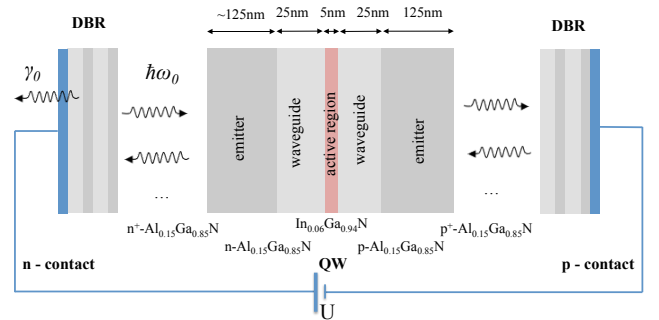 ~125nm 25nm 5nm 25nm 125nm
DBR
DBR
γ₀
ℏω₀
emitter
waveguide
active region
waveguide
emitter
...
...
In₀.₀₆Ga₀.₉₄N
n⁺-Al₀.₁₅Ga₀.₈₅N
p⁺-Al₀.₁₅Ga₀.₈₅N
n-Al₀.₁₅Ga₀.₈₅N
p-Al₀.₁₅Ga₀.₈₅N
n - contact
QW
p - contact
U